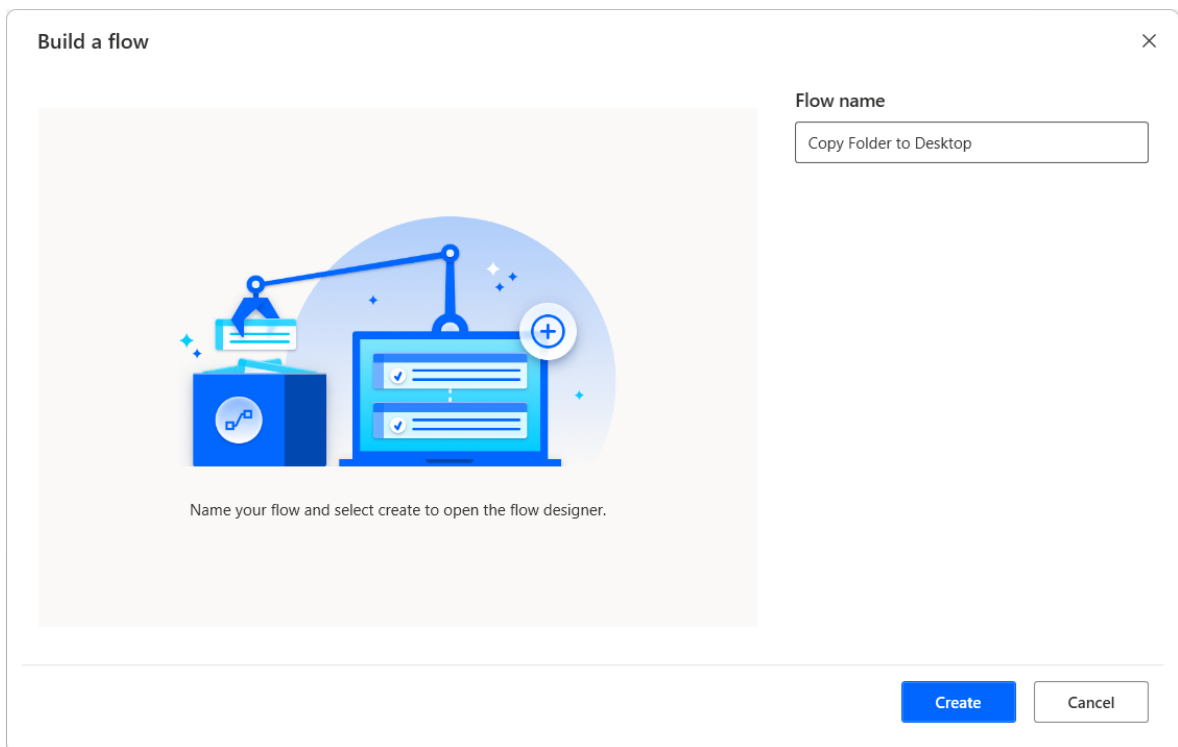 Build a flow
Flow name
Copy Folder to Desktop
Name your flow and select create to open the flow designer.
Create
Cancel